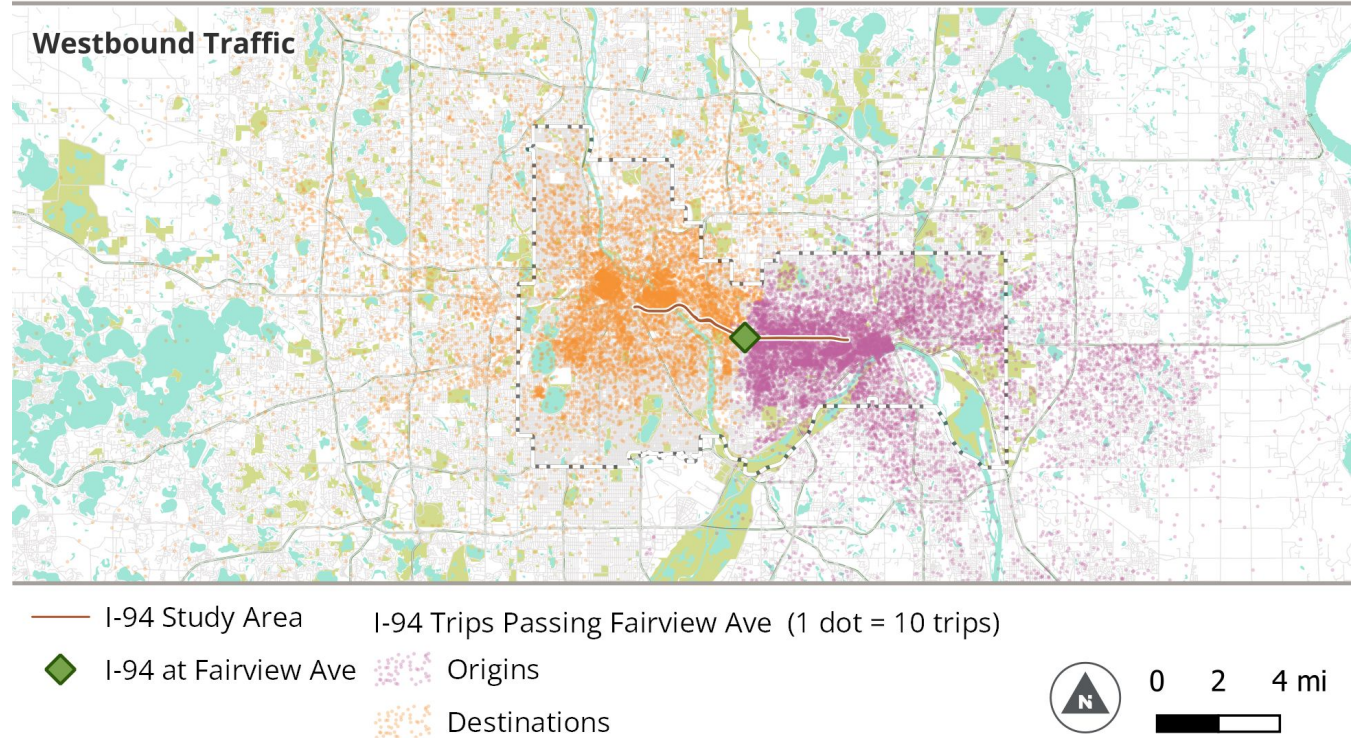 Westbound Traffic
I-94 Study Area
I-94 Trips Passing Fairview Ave (1 dot = 10 trips)
I-94 at Fairview Ave
Origins
Destinations
N
0 2 4 mi